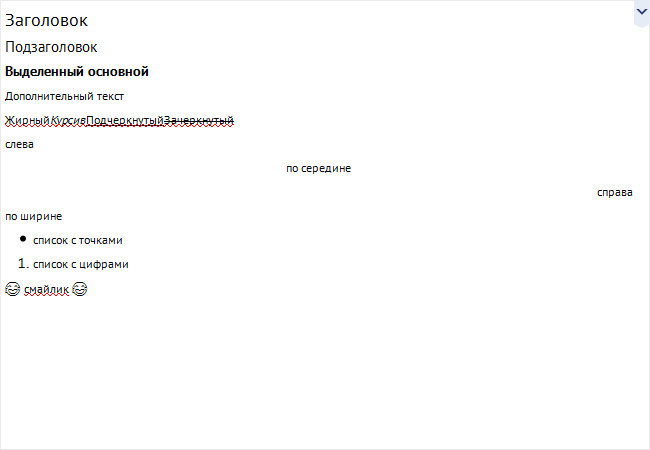 Заголовок
Подзаголовок
Выделенный основной
Дополнительный текст
ЖирныйКурсивПодчеркнутыйЗачеркнутый
слева
по середине
справа
по ширине
• список с точками
1. список с цифрами
😂 смайлик 😂